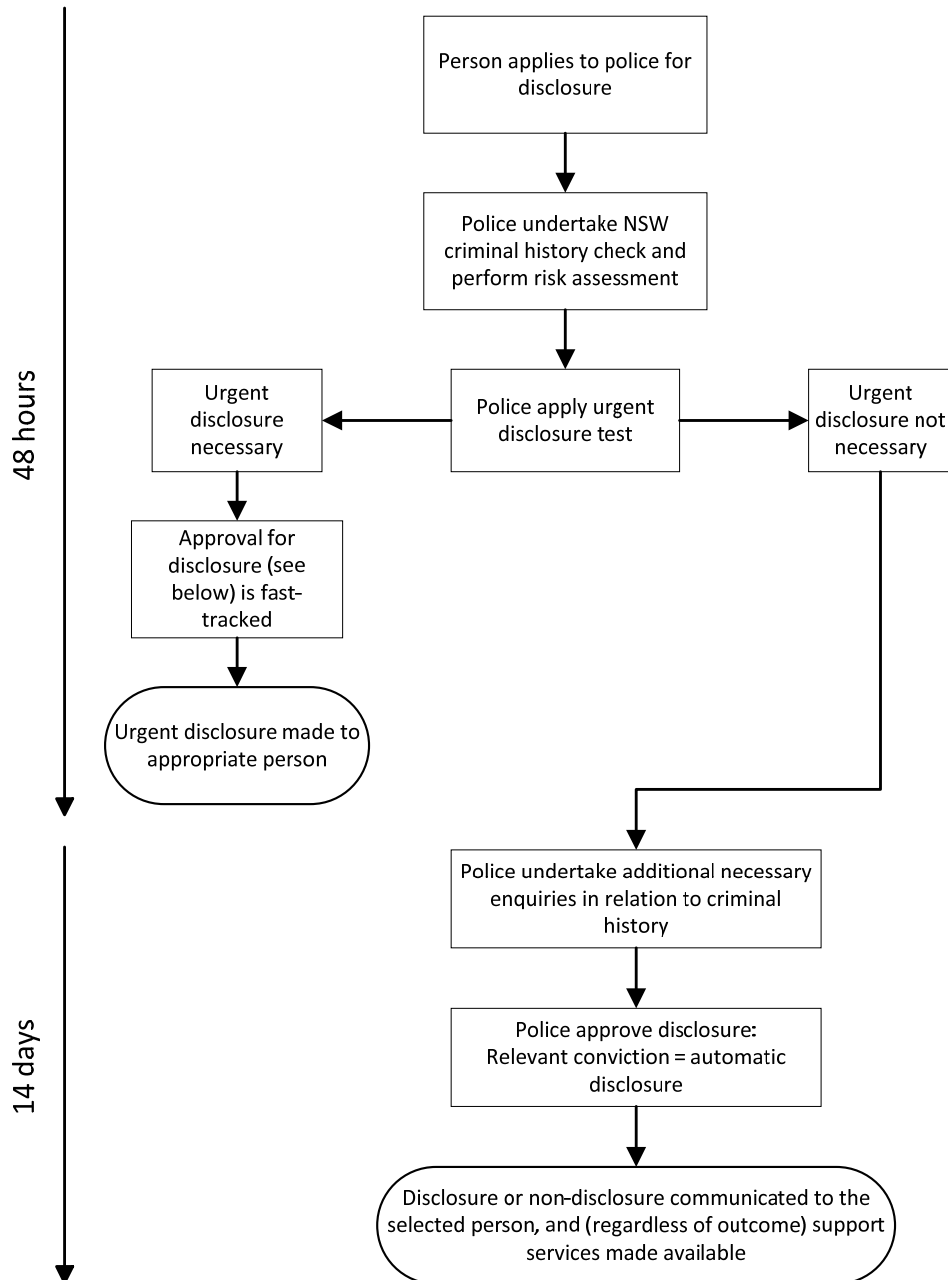 Person applies to police for
disclosure
Police undertake NSW
criminal history check and
perform risk assessment
48 hours
Urgent
disclosure
necessary
Police apply urgent
disclosure test
Urgent
disclosure not
necessary
Approval for
disclosure (see
below) is fast-
tracked
Urgent disclosure made to
appropriate person
Police undertake additional necessary
enquiries in relation to criminal
history
14 days
Police approve disclosure:
Relevant conviction = automatic
disclosure
Disclosure or non-disclosure communicated to the
selected person, and (regardless of outcome) support
services made available